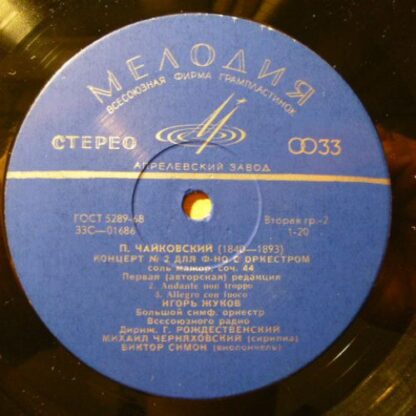 МЕЛОДИЯ
ВСЕСОЮЗНАЯ ФИРМА ГРАМПЛАСТИНОК
СТЕРЕО
33
АПРЕЛЕВСКИЙ ЗАВОД
ГОСТ 5289-68
Вторая гр.-2
33С—01686
1-20
П. ЧАЙКОВСКИЙ (1840—1893)
КОНЦЕРТ № 2 ДЛЯ Ф-НО С ОРКЕСТРОМ
соль мажор, соч. 44
Первая (авторская) редакция
2. Andante non troppo
3. Allegro con fuoco
ИГОРЬ ЖУКОВ
Большой симф. оркестр
Всесоюзного радио
Дириж. Г. РОЖДЕСТВЕНСКИЙ
МИХАИЛ ЧЕРНЯХОВСКИЙ (скрипка)
ВИКТОР СИМОН (виолончель)